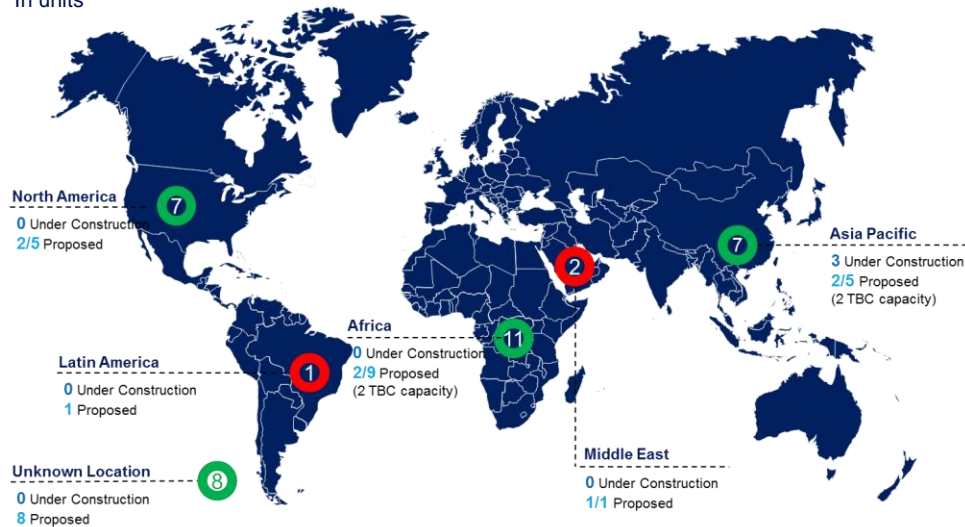 In units
North America
7
0 Under Construction
2/5 Proposed
Asia Pacific
7
3 Under Construction
2/5 Proposed
(2 TBC capacity)
2
Africa
11
0 Under Construction
2/9 Proposed
(2 TBC capacity)
Latin America
1
0 Under Construction
1 Proposed
Middle East
0 Under Construction
1/1 Proposed
Unknown Location
8
0 Under Construction
8 Proposed